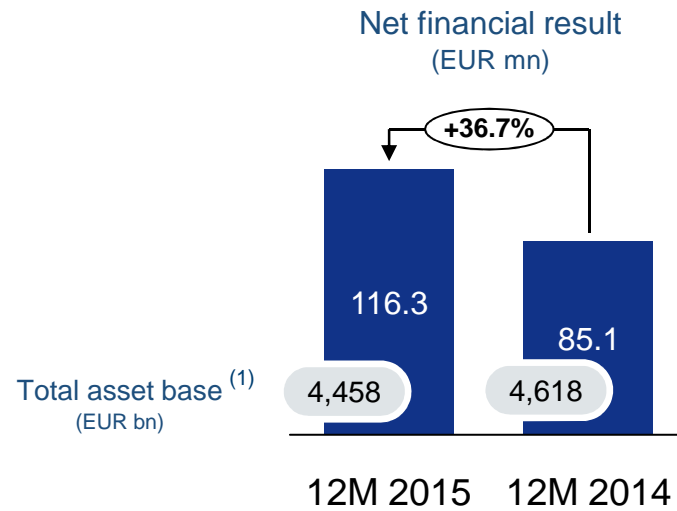 Net financial result
(EUR mn)
+36.7%
116.3
85.1
Total asset base (1)
(EUR bn)
4,458
4,618
12M 2015
12M 2014